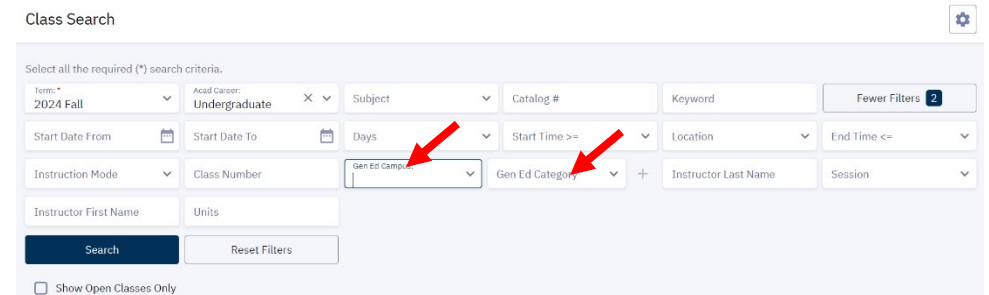 Class Search
Select all the required (*) search criteria.
Term: *
2024 Fall
Acad Career:
Undergraduate
Subject
Catalog #
Keyword
Fewer Filters 2
Start Date From
Start Date To
Days
Start Time >=
Location
End Time <=
Instruction Mode
Class Number
Gen Ed Campus:
Gen Ed Category
+
Instructor Last Name
Session
Instructor First Name
Units
Search
Reset Filters
Show Open Classes Only